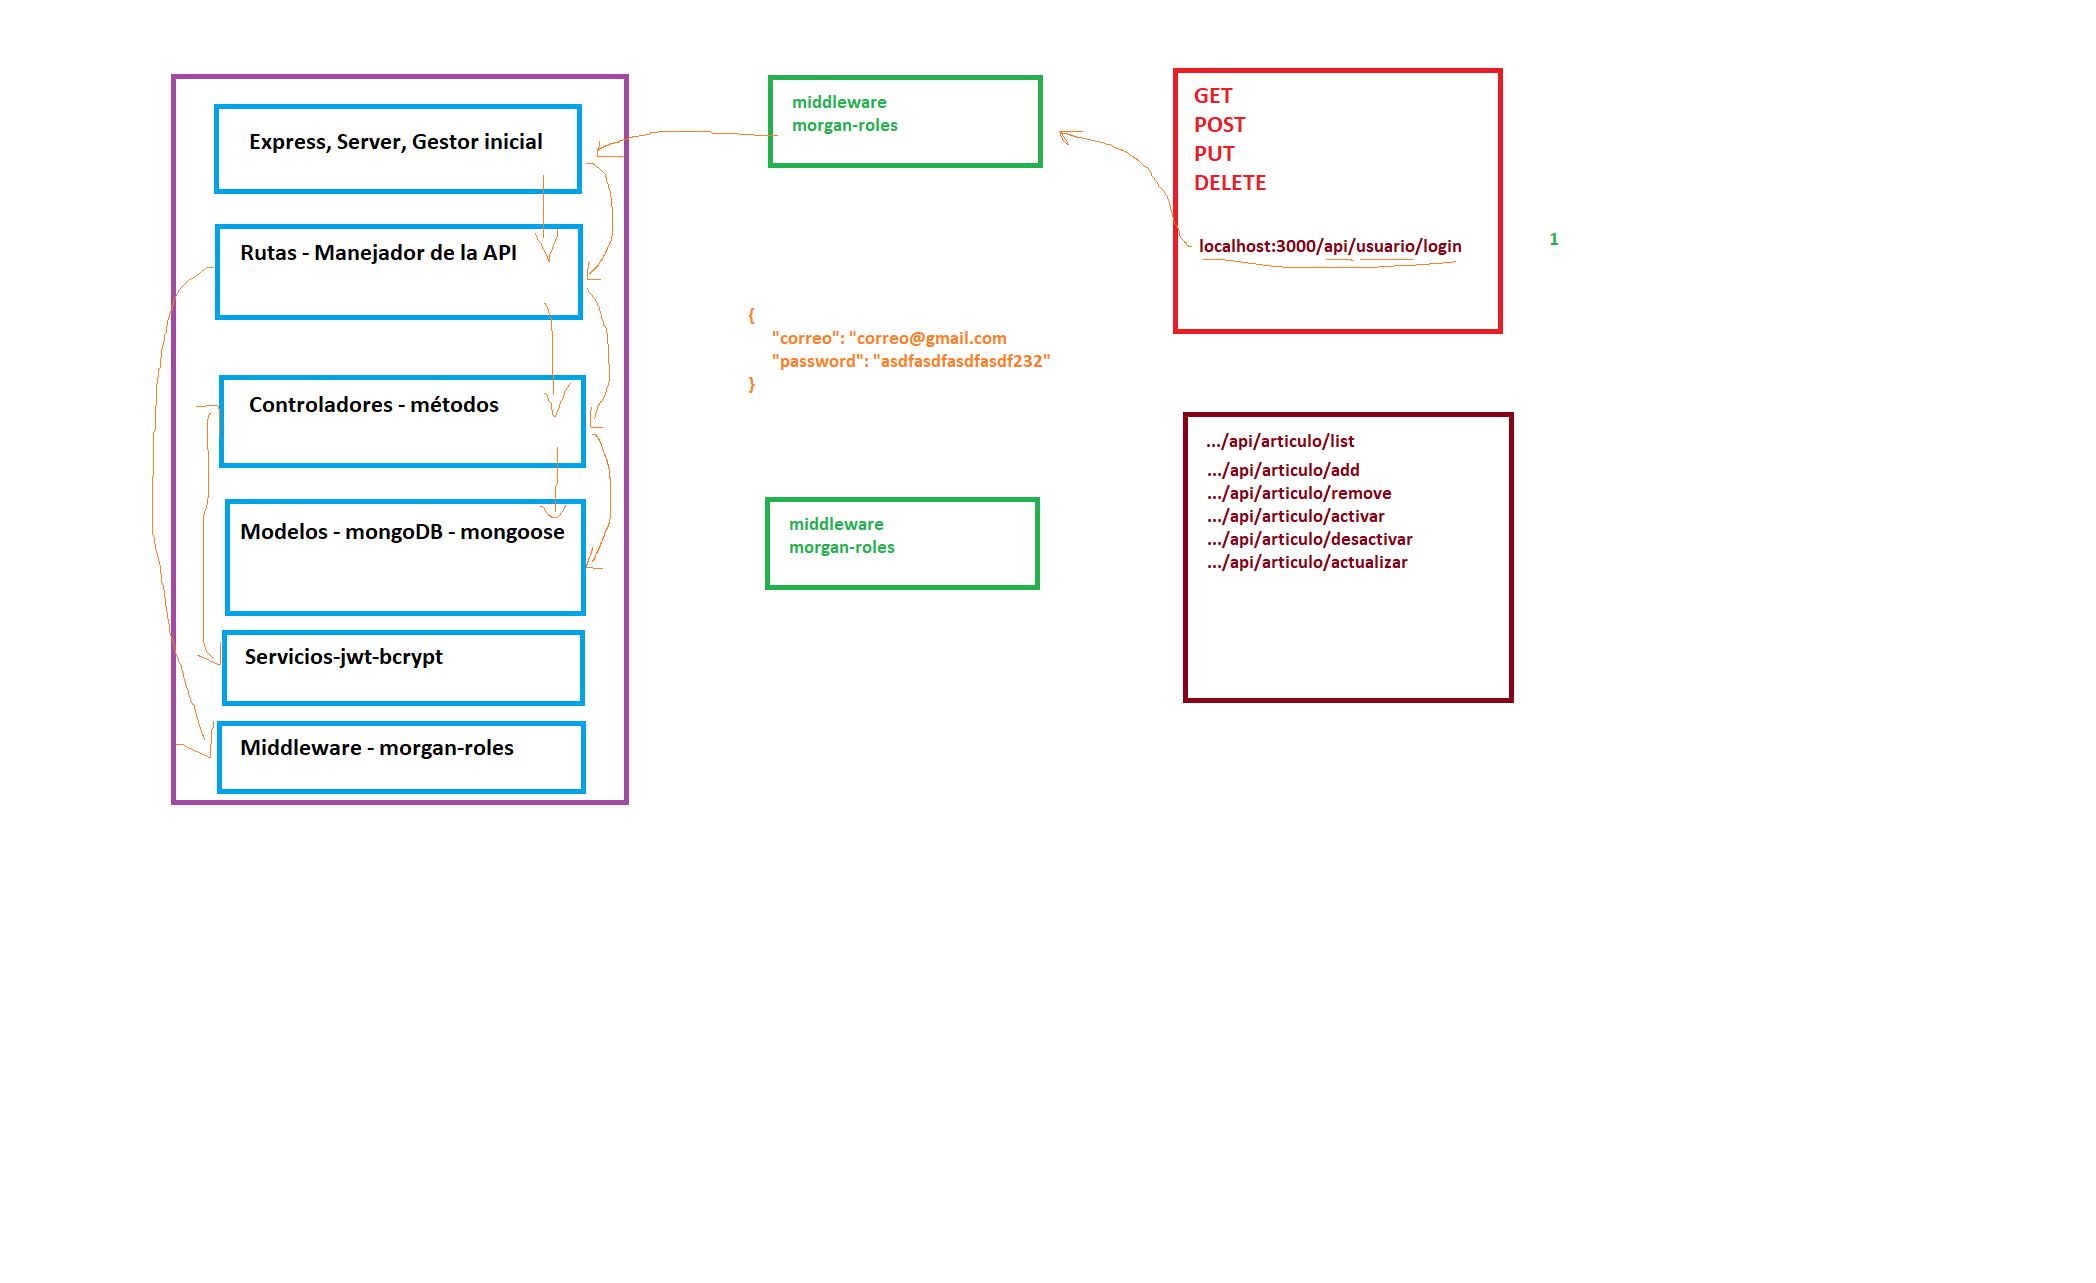 Express, Server, Gestor inicial
Rutas - Manejador de la API
Controladores - métodos
Modelos - mongoDB - mongoose
Servicios-jwt-bcrypt
Middleware - morgan-roles
middleware
morgan-roles
{
"correo": "correo@gmail.com
"password": "asdfasdfasdfasdf232"
}
middleware
morgan-roles
GET
POST
PUT
DELETE
localhost:3000/api/usuario/login
1
.../api/articulo/list
.../api/articulo/add
.../api/articulo/remove
.../api/articulo/activar
.../api/articulo/desactivar
.../api/articulo/actualizar